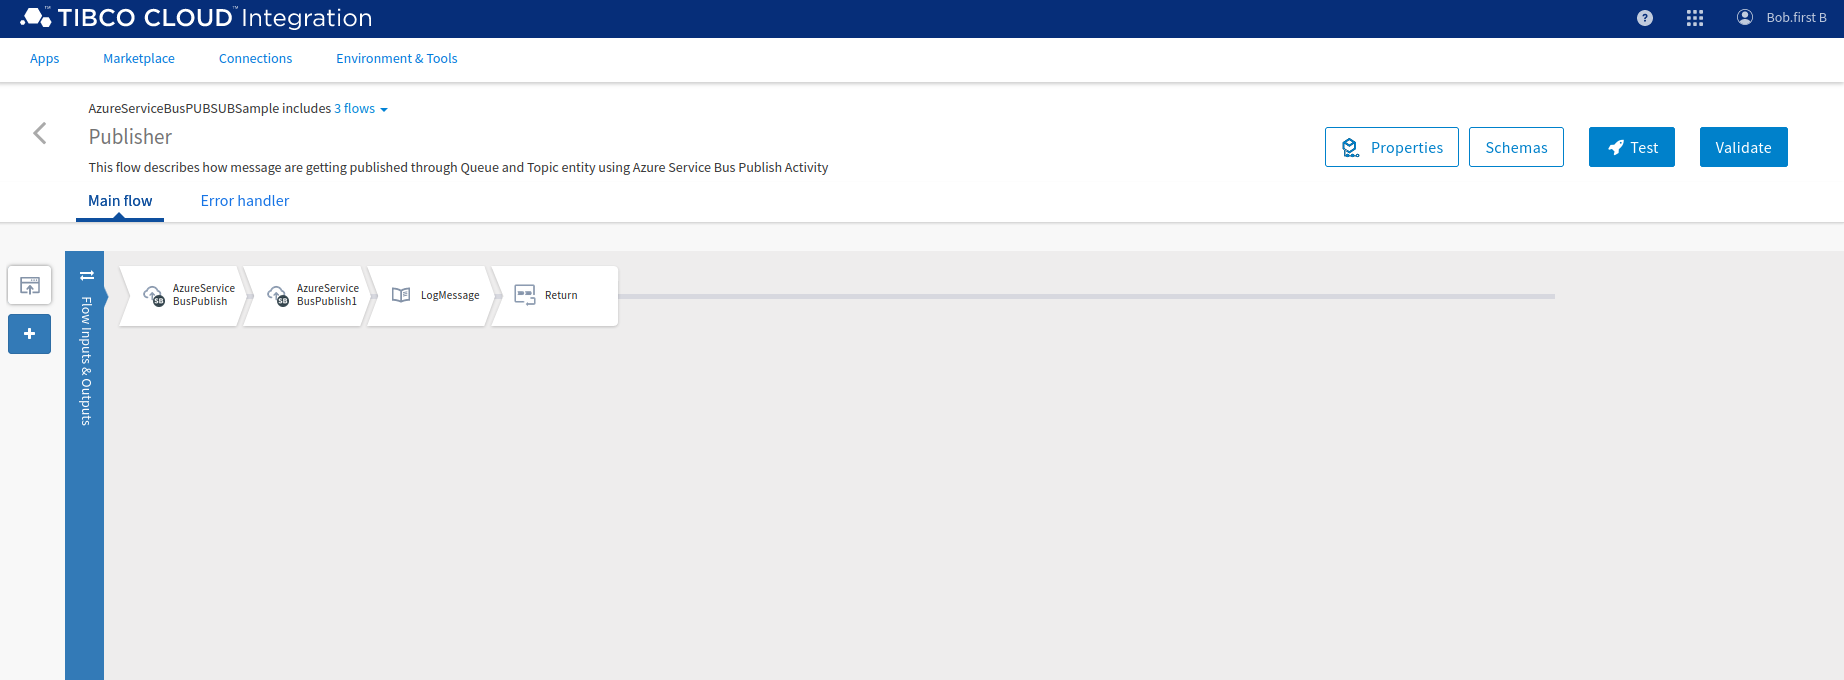 TIBCO CLOUD™ Integration
? Bob.first B
Apps Marketplace Connections Environment & Tools
AzureServiceBusPUBSUBSample includes 3 flows
Publisher
This flow describes how message are getting published through Queue and Topic entity using Azure Service Bus Publish Activity
Properties Schemas Test Validate
Main flow Error handler
Flow Inputs & Outputs
SB AzureService
BusPublish
SB AzureService
BusPublish1
LogMessage
Return